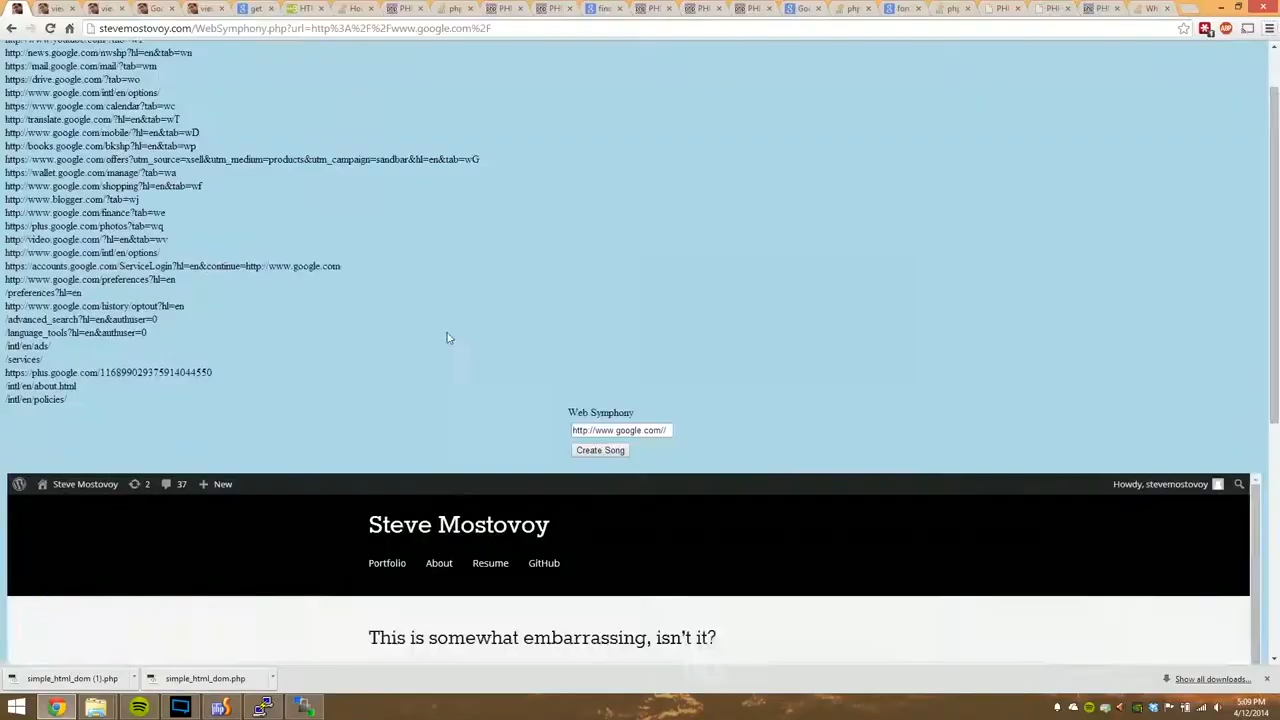 stevemostovoy.com/WebSymphony.php?url=http%3A%2F%2Fwww.google.com%2F
http://news.google.com/nwshp?hl=en&tab=wn
https://mail.google.com/mail/?tab=wm
https://drive.google.com/?tab=wo
http://www.google.com/intl/en/options/
https://www.google.com/calendar?tab=wc
http://translate.google.com/?hl=en&tab=wT
http://www.google.com/mobile/?hl=en&tab=wD
http://books.google.com/bkshp?hl=en&tab=wp
https://www.google.com/offers?utm_source=xsell&utm_medium=products&utm_campaign=sandbar&hl=en&tab=wG
https://wallet.google.com/manage/?tab=wa
http://www.google.com/shopping?hl=en&tab=wf
http://www.blogger.com/?tab=wj
http://www.google.com/finance?tab=we
https://plus.google.com/photos?tab=wq
http://video.google.com/?hl=en&tab=wv
http://www.google.com/intl/en/options/
https://accounts.google.com/ServiceLogin?hl=en&continue=http://www.google.com
http://www.google.com/preferences?hl=en
/preferences?hl=en
http://www.google.com/history/optout?hl=en
/advanced_search?hl=en&authuser=0
/language_tools?hl=en&authuser=0
/intl/en/ads/
/services/
https://plus.google.com/116899029375914044550
/intl/en/about.html
/intl/en/policies/
Web Symphony
http://www.google.com//
Create Song
Steve Mostovoy 2 37 New Howdy, stevemostovoy
Steve Mostovoy
Portfolio About Resume GitHub
This is somewhat embarrassing, isn't it?
simple_html_dom (1).php simple_html_dom.php Show all downloads...
5:09 PM
4/12/2014